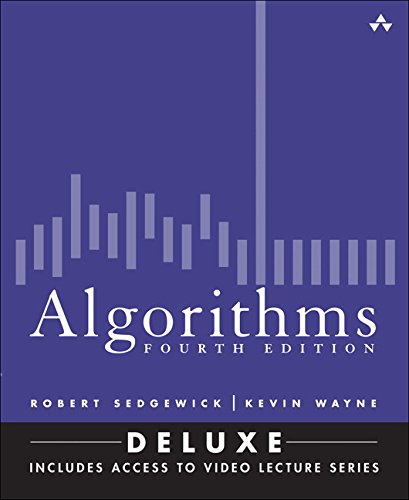 Algorithms
FOURTH EDITION
ROBERT SEDGEWICK | KEVIN WAYNE
DELUXE
INCLUDES ACCESS TO VIDEO LECTURE SERIES